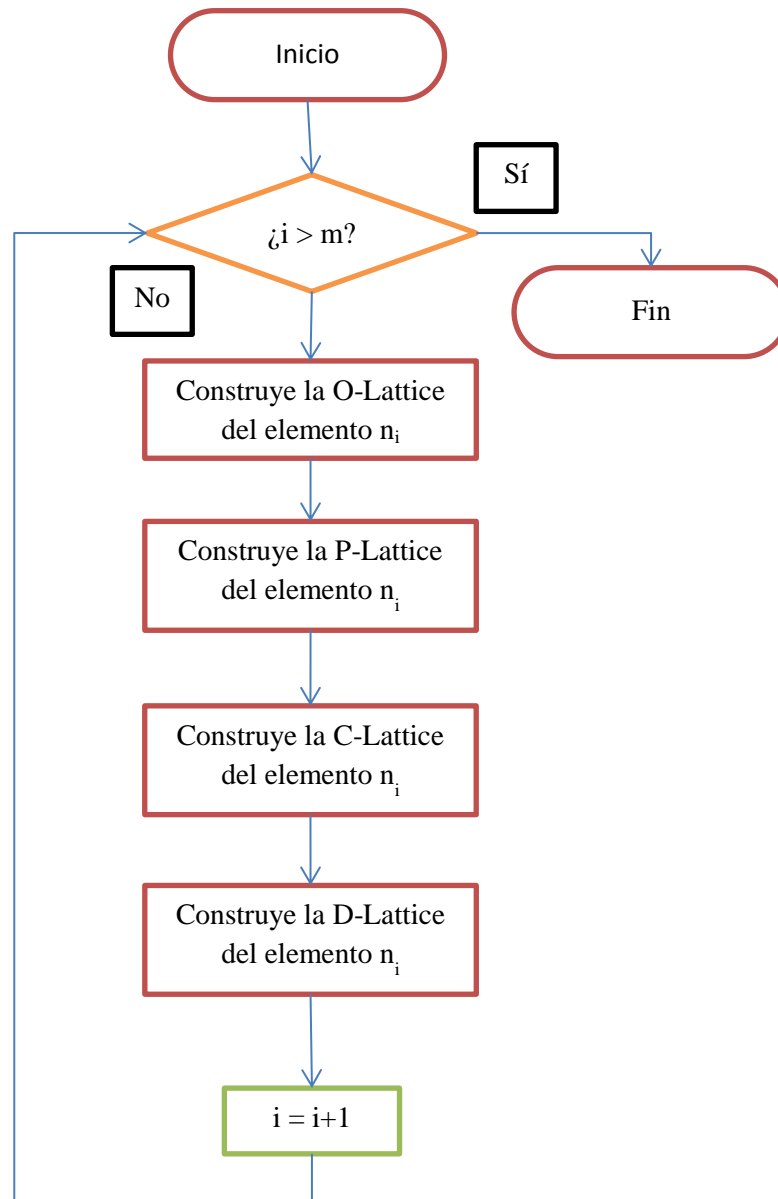 Inicio
Sí
¿i > m?
No
Fin
Construye la O-Lattice
del elemento nᵢ
Construye la P-Lattice
del elemento nᵢ
Construye la C-Lattice
del elemento nᵢ
Construye la D-Lattice
del elemento nᵢ
i = i+1